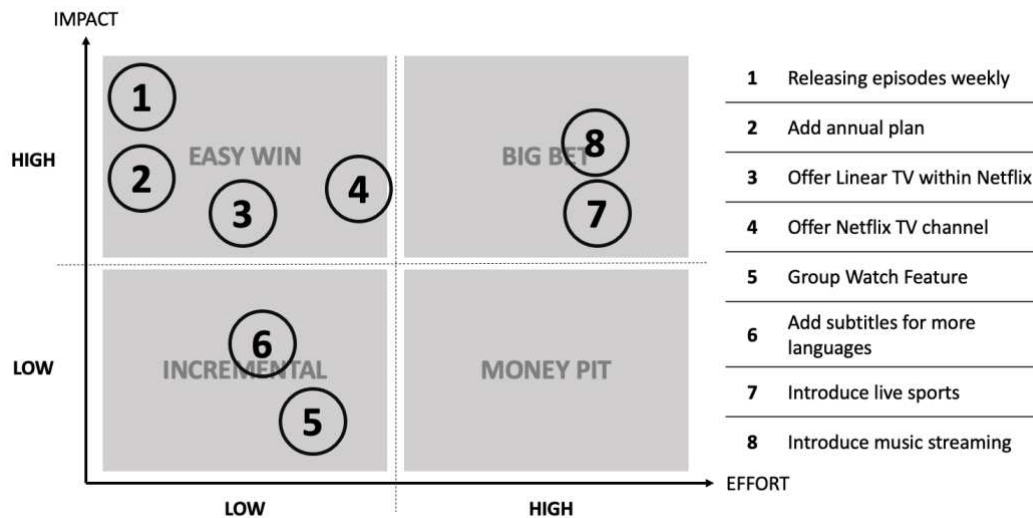 IMPACT
HIGH
LOW
EASY WIN
BIG BET
INCREMENTAL
MONEY PIT
1
2
3
4
8
7
6
5
LOW
HIGH
EFFORT
1 Releasing episodes weekly
2 Add annual plan
3 Offer Linear TV within Netflix
4 Offer Netflix TV channel
5 Group Watch Feature
6 Add subtitles for more
languages
7 Introduce live sports
8 Introduce music streaming